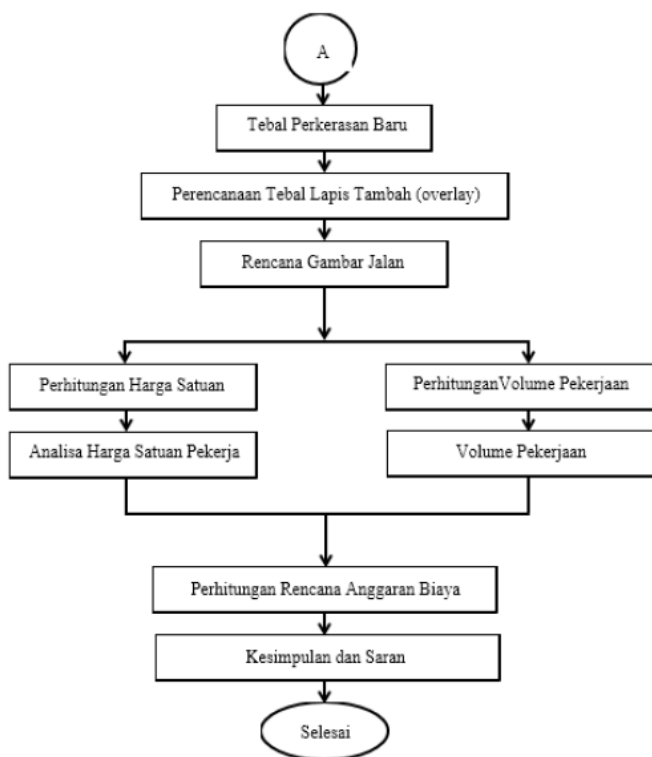 A
Tebal Perkerasan Baru
Perencanaan Tebal Lapis Tambah (overlay)
Rencana Gambar Jalan
Perhitungan Harga Satuan
PerhitunganVolume Pekerjaan
Analisa Harga Satuan Pekerja
Volume Pekerjaan
Perhitungan Rencana Anggaran Biaya
Kesimpulan dan Saran
Selesai